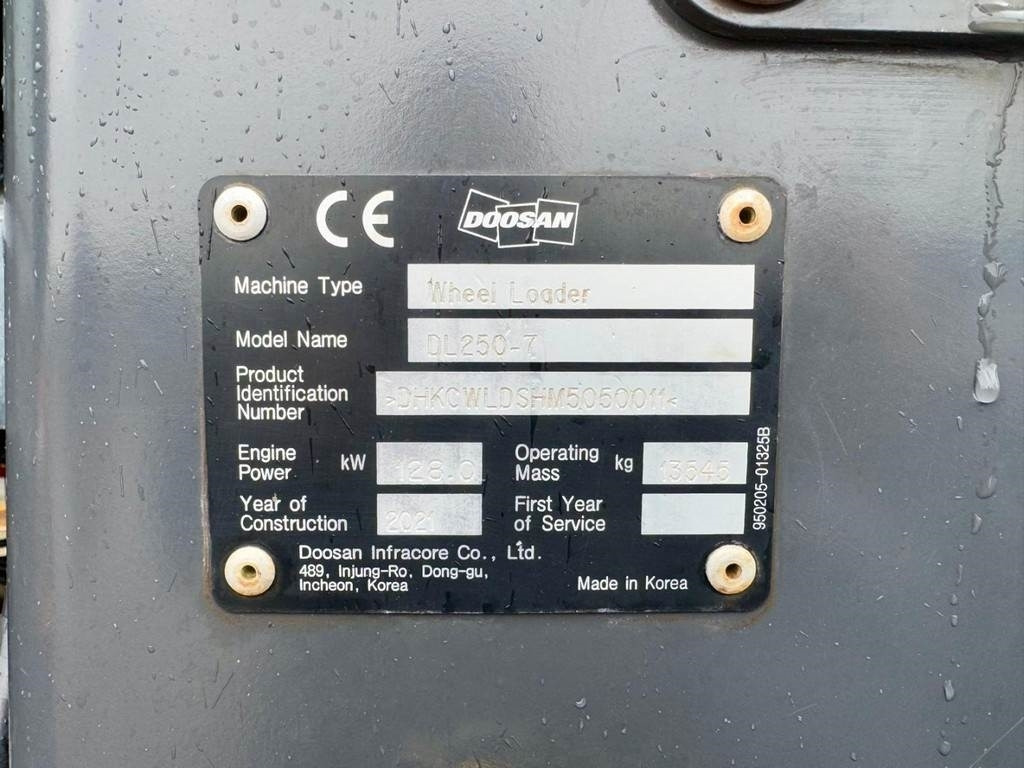 CE DOOSAN
Machine Type Wheel Loader
Model Name DL250-7
Product
Identification >DHKCWLDSHM5050011<
Number
Engine
Power kW 128.0
Operating
Mass kg 13545
Year of
Construction 2021
First Year
of Service
Doosan Infracore Co., Ltd.
489, Injung-Ro, Dong-gu,
Incheon, Korea
Made in Korea
950205-01325B